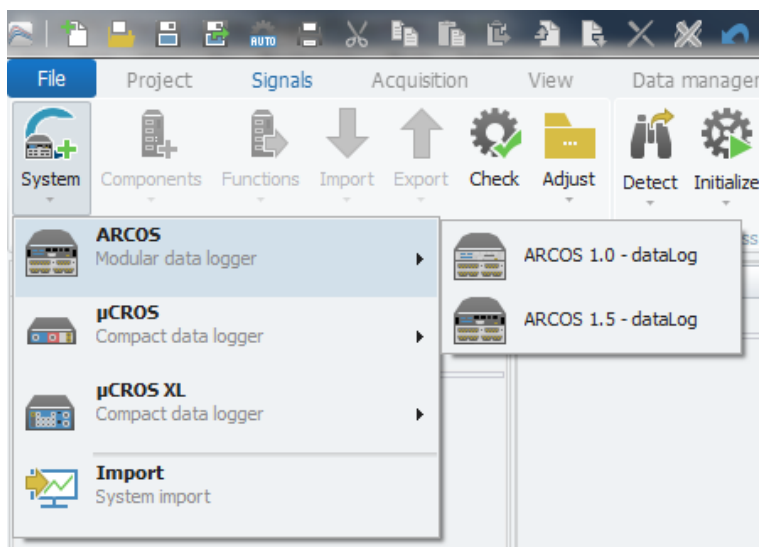 AUTO
File Project Signals Acquisition View Data manager
System Components Functions Import Export Check Adjust Detect Initialize
ARCOS
Modular data logger
ARCOS 1.0 - dataLog
ss
µCROS
Compact data logger
ARCOS 1.5 - dataLog
µCROS XL
Compact data logger
Import
System import